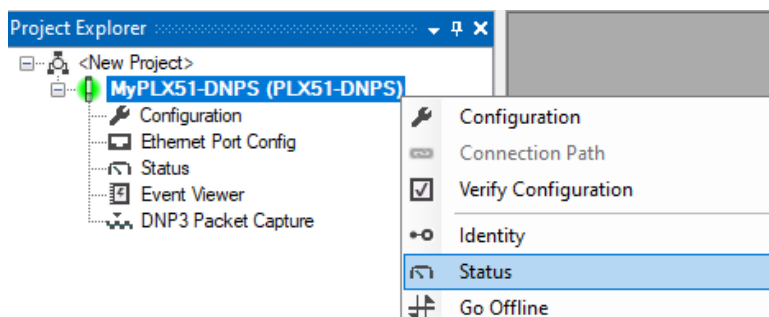 Project Explorer
<New Project>
MyPLX51-DNPS (PLX51-DNPS)
Configuration
Ethernet Port Config
Status
Event Viewer
DNP3 Packet Capture
Configuration
Connection Path
Verify Configuration
Identity
Status
Go Offline